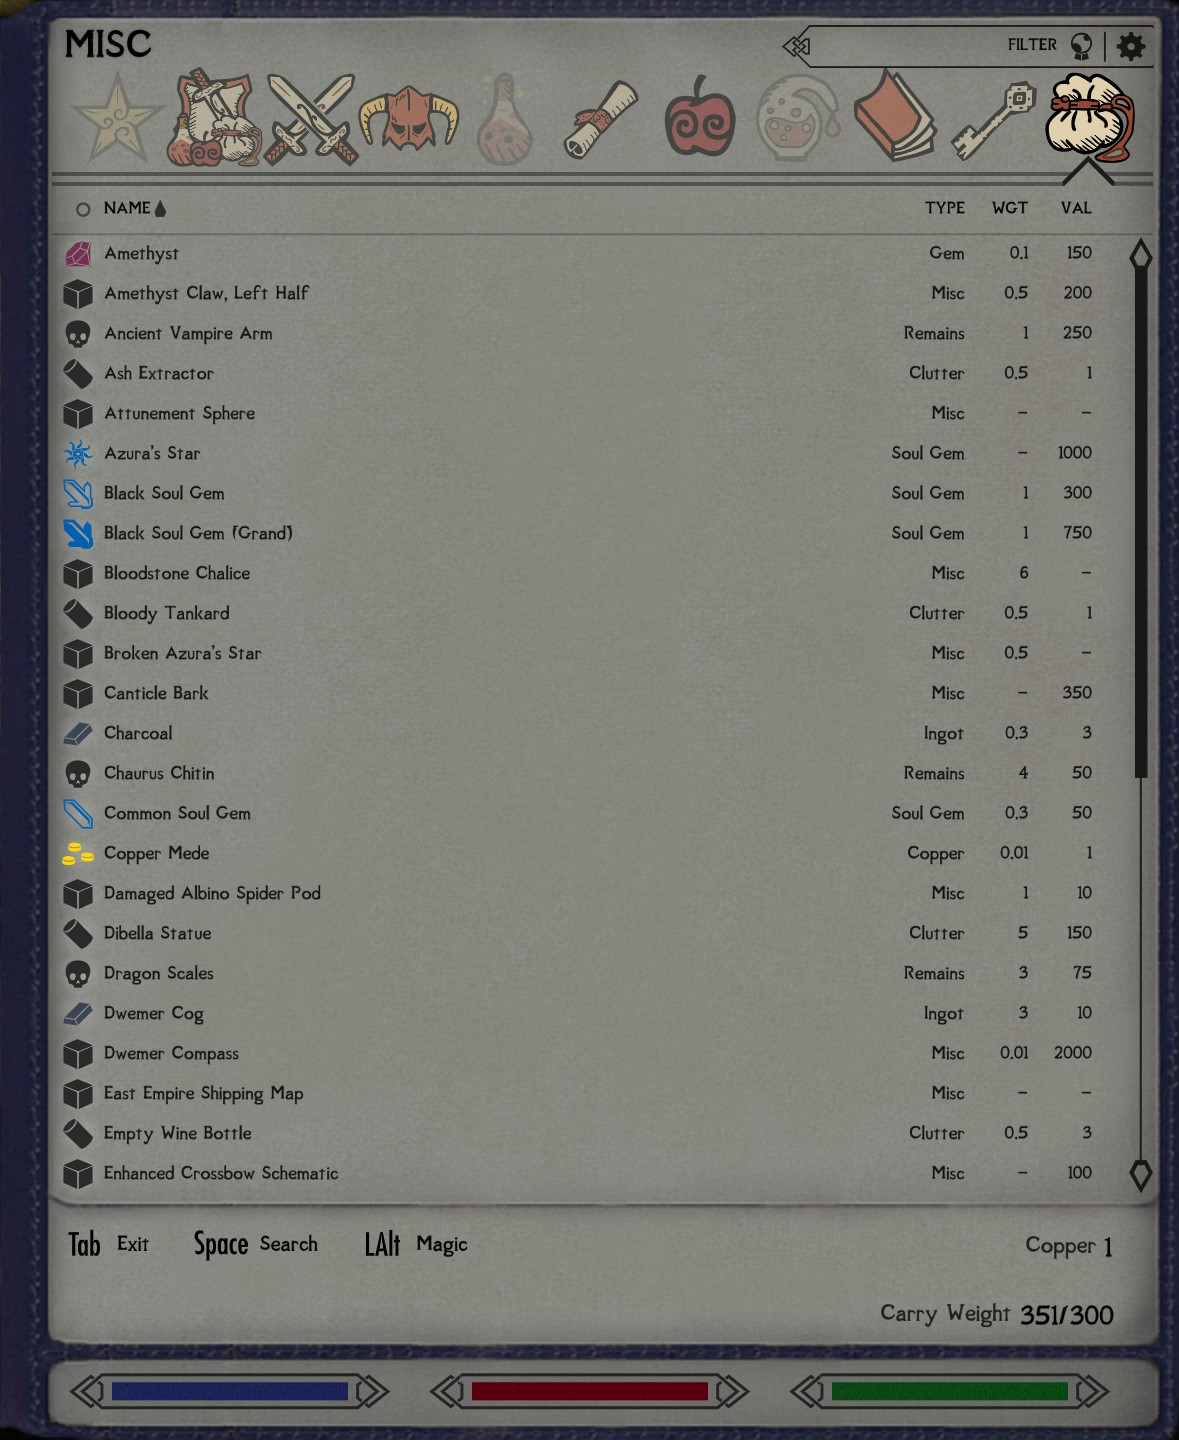 MISC
FILTER
NAME TYPE WGT VAL
Amethyst Gem 0.1 150
Amethyst Claw, Left Half Misc 0.5 200
Ancient Vampire Arm Remains 1 250
Ash Extractor Clutter 0.5 1
Attunement Sphere Misc – –
Azura's Star Soul Gem – 1000
Black Soul Gem Soul Gem 1 300
Black Soul Gem (Grand) Soul Gem 1 750
Bloodstone Chalice Misc 6 –
Bloody Tankard Clutter 0.5 1
Broken Azura's Star Misc 0.5 –
Canticle Bark Misc – 350
Charcoal Ingot 0.3 3
Chaurus Chitin Remains 4 50
Common Soul Gem Soul Gem 0.3 50
Copper Mede Copper 0.01 1
Damaged Albino Spider Pod Misc 1 10
Dibella Statue Clutter 5 150
Dragon Scales Remains 3 75
Dwemer Cog Ingot 3 10
Dwemer Compass Misc 0.01 2000
East Empire Shipping Map Misc – –
Empty Wine Bottle Clutter 0.5 3
Enhanced Crossbow Schematic Misc – 100
Tab Exit Space Search LAlt Magic Copper 1
Carry Weight 351/300